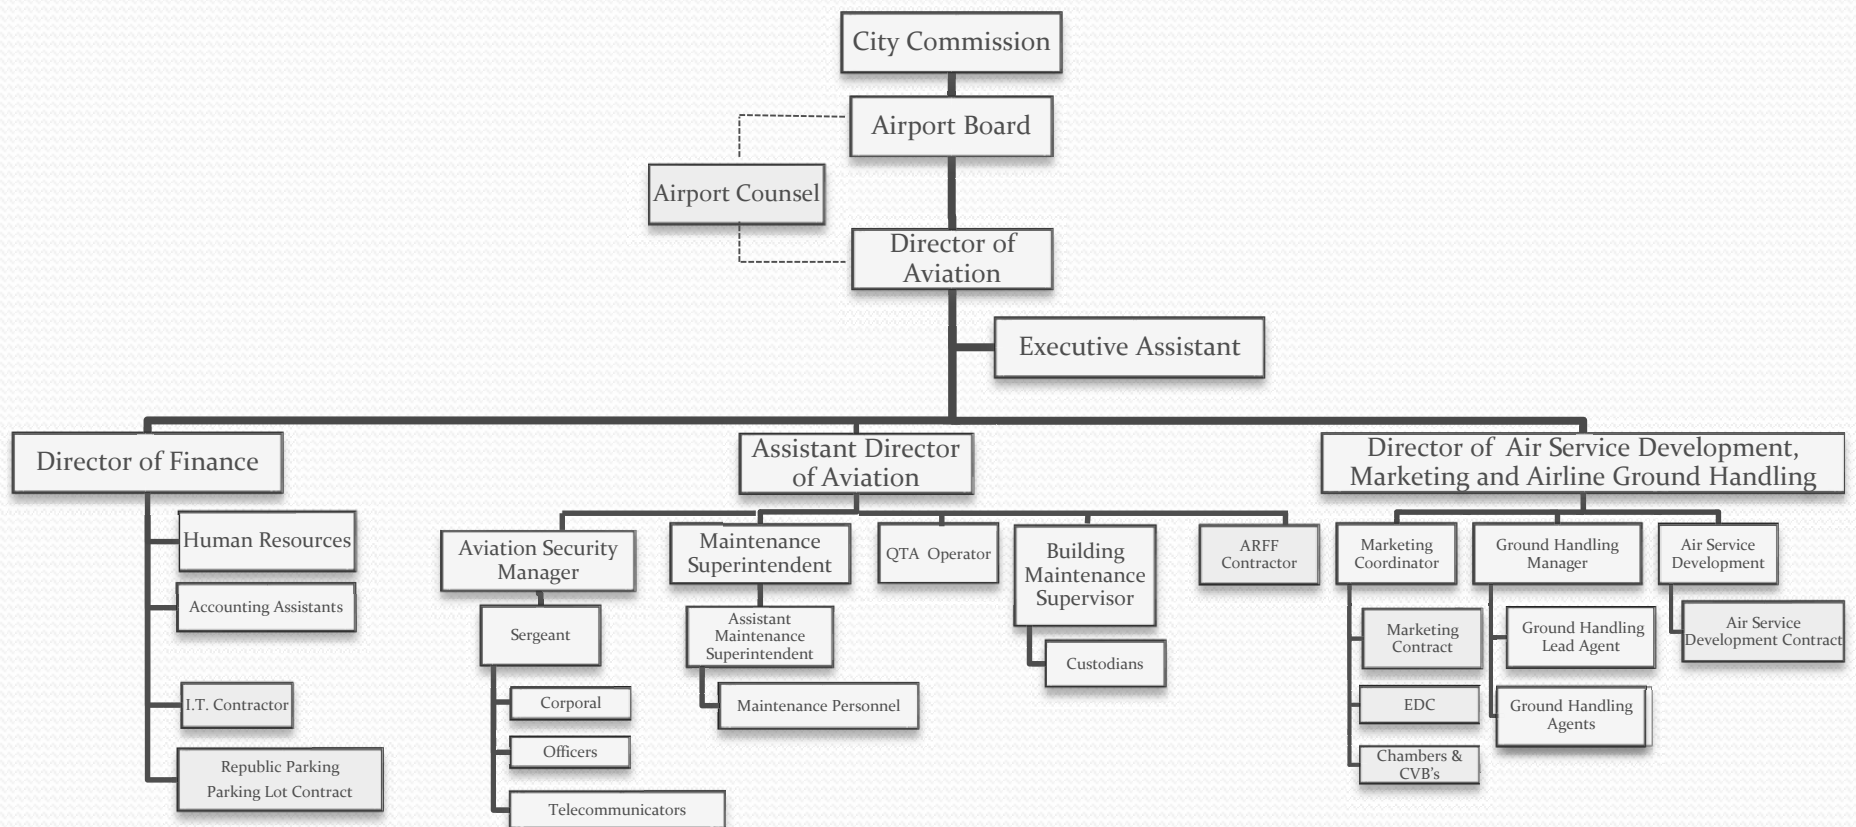 City Commission
Airport Board
Airport Counsel
Director of
Aviation
Executive Assistant
Director of Finance
Human Resources
Accounting Assistants
I.T. Contractor
Republic Parking
Parking Lot Contract
Assistant Director
of Aviation
Aviation Security
Manager
Sergeant
Corporal
Officers
Telecommunicators
Maintenance
Superintendent
Assistant
Maintenance
Superintendent
Maintenance Personnel
QTA Operator
Building
Maintenance
Supervisor
Custodians
ARFF
Contractor
Director of Air Service Development,
Marketing and Airline Ground Handling
Marketing
Coordinator
Marketing
Contract
EDC
Chambers &
CVB's
Ground Handling
Manager
Ground Handling
Lead Agent
Ground Handling
Agents
Air Service
Development
Air Service
Development Contract